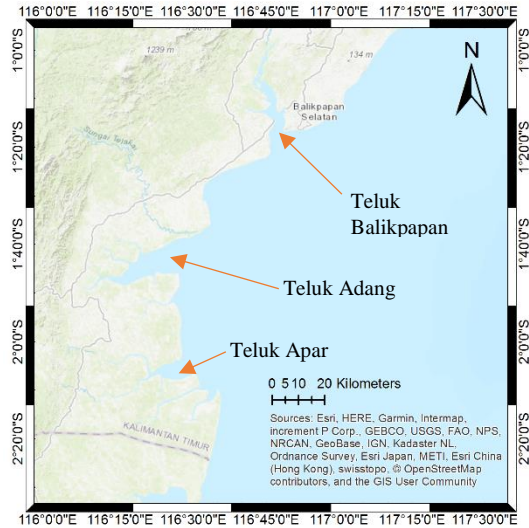 116°0'0"E 116°15'0"E 116°30'0"E 116°45'0"E 117°0'0"E 117°15'0"E 117°30'0"E
1°0'0"S
1°20'0"S
1°40'0"S
2°0'0"S
2°20'0"S
1239 m
134 m
N
Balikpapan
Selatan
Teluk
Balikpapan
Teluk Adang
Teluk Apar
0 5 10 20 Kilometers
KALIMANTAN TIMUR
Sources: Esri, HERE, Garmin, Intermap,
increment P Corp., GEBCO, USGS, FAO, NPS,
NRCAN, GeoBase, IGN, Kadaster NL,
Ordnance Survey, Esri Japan, METI, Esri China
(Hong Kong), swisstopo, © OpenStreetMap
contributors, and the GIS User Community
1°0'0"S
1°20'0"S
1°40'0"S
2°0'0"S
2°20'0"S
116°0'0"E 116°15'0"E 116°30'0"E 116°45'0"E 117°0'0"E 117°15'0"E 117°30'0"E